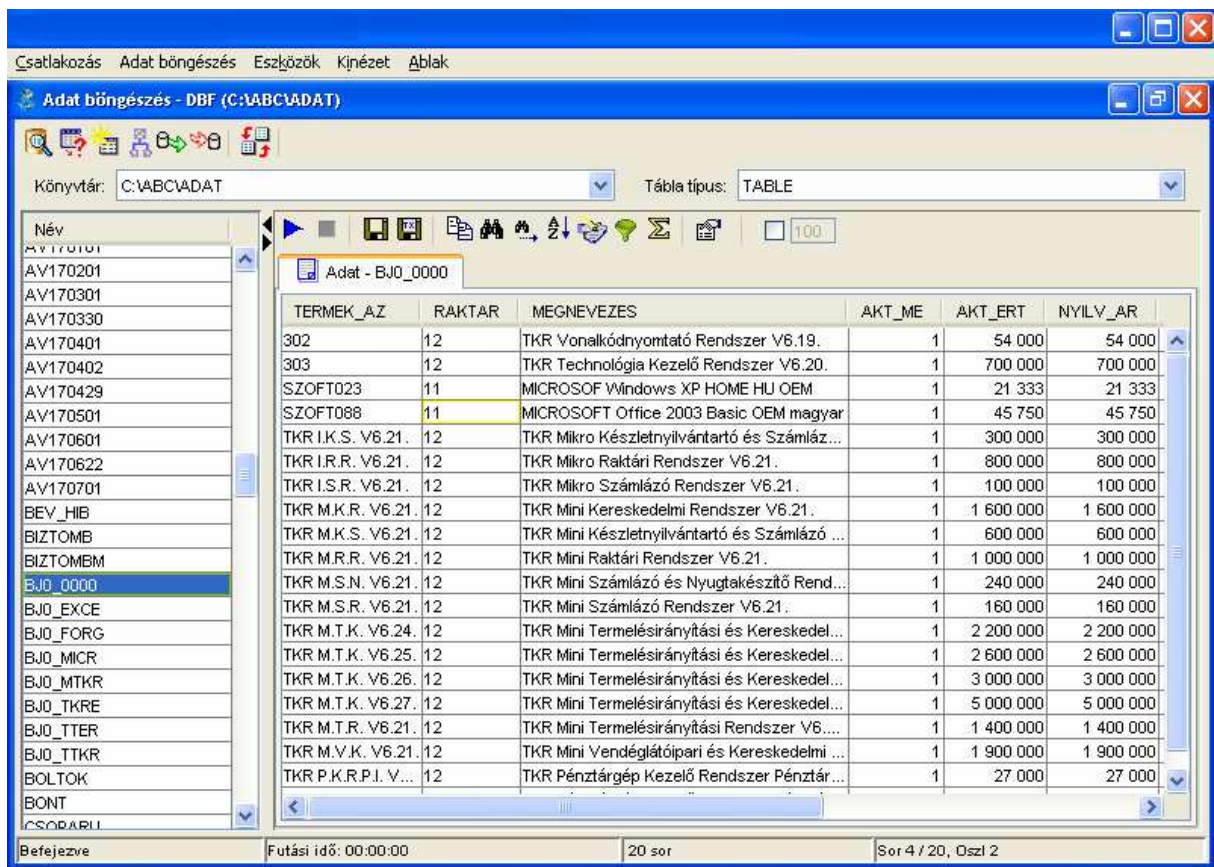 Csatlakozás Adat böngészés Eszközök Kinézet Ablak
Adat böngészés - DBF (C:\ABC\ADAT)
Könyvtár: C:\ABC\ADAT Tábla típus: TABLE
Név
AV170101
AV170201
AV170301
AV170330
AV170401
AV170402
AV170429
AV170501
AV170601
AV170622
AV170701
BEV_HIB
BIZTOMB
BIZTOMBM
BJ0_0000
BJ0_EXCE
BJ0_FORG
BJ0_MICR
BJ0_MTKR
BJ0_TKRE
BJ0_TTER
BJ0_TTKR
BOLTOK
BONT
CSOPARU
100
Adat - BJ0_0000
TERMEK_AZ RAKTAR MEGNEVEZES AKT_ME AKT_ERT NYILV_AR
302 12 TKR Vonalkódnyomtató Rendszer V6.19. 1 54 000 54 000
303 12 TKR Technológia Kezelő Rendszer V6.20. 1 700 000 700 000
SZOFT023 11 MICROSOF Windows XP HOME HU OEM 1 21 333 21 333
SZOFT088 11 MICROSOFT Office 2003 Basic OEM magyar 1 45 750 45 750
TKR I.K.S. V6.21. 12 TKR Mikro Készletnyilvántartó és Számláz... 1 300 000 300 000
TKR I.R.R. V6.21. 12 TKR Mikro Raktári Rendszer V6.21. 1 800 000 800 000
TKR I.S.R. V6.21. 12 TKR Mikro Számlázó Rendszer V6.21. 1 100 000 100 000
TKR M.K.R. V6.21. 12 TKR Mini Kereskedelmi Rendszer V6.21. 1 1 600 000 1 600 000
TKR M.K.S. V6.21. 12 TKR Mini Készletnyilvántartó és Számlázó ... 1 600 000 600 000
TKR M.R.R. V6.21. 12 TKR Mini Raktári Rendszer V6.21. 1 1 000 000 1 000 000
TKR M.S.N. V6.21. 12 TKR Mini Számlázó és Nyugtakészítő Rend... 1 240 000 240 000
TKR M.S.R. V6.21. 12 TKR Mini Számlázó Rendszer V6.21. 1 160 000 160 000
TKR M.T.K. V6.24. 12 TKR Mini Termelésirányítási és Kereskedel... 1 2 200 000 2 200 000
TKR M.T.K. V6.25. 12 TKR Mini Termelésirányítási és Kereskedel... 1 2 600 000 2 600 000
TKR M.T.K. V6.26. 12 TKR Mini Termelésirányítási és Kereskedel... 1 3 000 000 3 000 000
TKR M.T.K. V6.27. 12 TKR Mini Termelésirányítási és Kereskedel... 1 5 000 000 5 000 000
TKR M.T.R. V6.21. 12 TKR Mini Termelésirányítási Rendszer V6.... 1 1 400 000 1 400 000
TKR M.V.K. V6.21. 12 TKR Mini Vendéglátóipari és Kereskedelmi ... 1 1 900 000 1 900 000
TKR P.K.R.P.I. V... 12 TKR Pénztárgép Kezelő Rendszer Pénztár... 1 27 000 27 000
Befejezve Futási idő: 00:00:00 20 sor Sor 4 / 20, Oszl 2